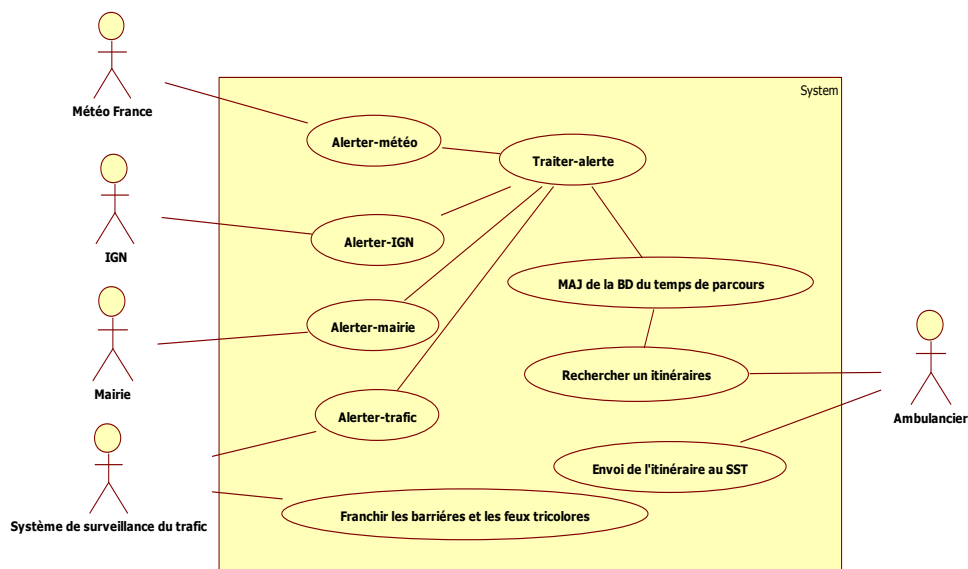 System
Météo France
Alerter-météo
Traiter-alerte
IGN
Alerter-IGN
MAJ de la BD du temps de parcours
Mairie
Alerter-mairie
Rechercher un itinéraires
Ambulancier
Alerter-trafic
Envoi de l'itinéraire au SST
Système de surveillance du trafic
Franchir les barriéres et les feux tricolores